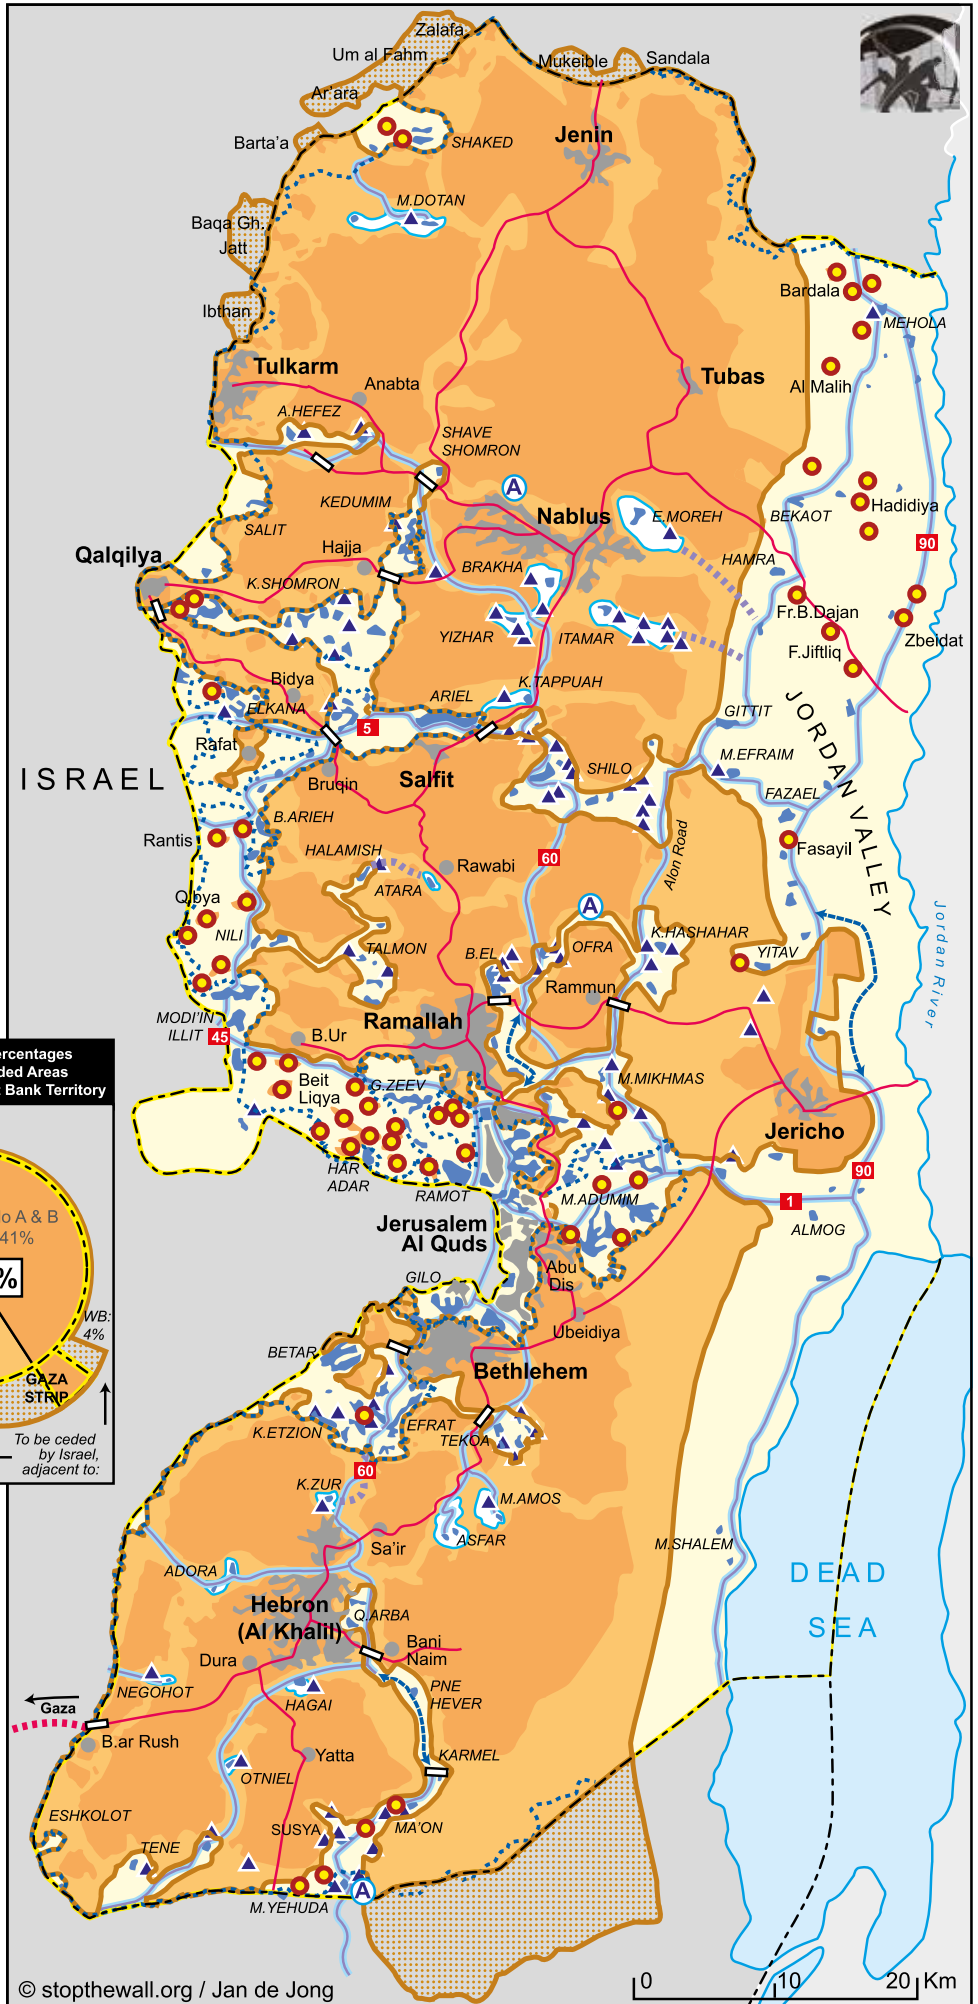 Zalafa
Um al Fahm
Mukeible
Sandala
Ar'ara
Barta'a
SHAKED
Jenin
M.DOTAN
Baqa Gh.
Jatt
Bardala
Ibthan
MEHOLA
Tulkarm
Anabta
Tubas
Al Malih
A.HEFEZ
SHAVE
SHOMRON
KEDUMIM
A
SALIT
Nablus
E.MOREH
BEKAOT
Hadidiya
Qalqilya
Hajja
90
K.SHOMRON
BRAKHA
HAMRA
YIZHAR
ITAMAR
Fr.B.Dajan
F.Jiftliq
Zbeidat
Bidya
ARIEL
K.TAPPUAH
ELKANA
5
GITTIT
JORDAN VALLEY
Rafat
ISRAEL
Bruqin
Salfit
SHILO
M.EFRAIM
FAZAEL
B.ARIEH
Rantis
HALAMISH
Rawabi
60
Alon Road
Fasayil
ATARA
Qibya
A
NILI
TALMON
B.EL
OFRA
K.HASHAHAR
YITAV
Jordan River
Rammun
MODI'IN
ILLIT
45
B.Ur
Ramallah
ercentages
ded Areas
t Bank Territory
Beit
Liqya
G.ZEEV
M.MIKHMAS
Jericho
HAR
ADAR
RAMOT
M.ADUMIM
90
1
ALMOG
lo A & B
41%
%
Jerusalem
Al Quds
Abu
Dis
GILO
WB:
4%
Ubeidiya
BETAR
Bethlehem
GAZA
STRIP
K.ETZION
EFRAT
TEKOA
To be ceded
by Israel,
adjacent to:
60
K.ZUR
M.AMOS
Sa'ir
ASFAR
M.SHALEM
ADORA
DEAD
SEA
Hebron
(Al Khalil)
Q.ARBA
Dura
Bani
Naim
NEGOHOT
HAGAI
PNE
HEVER
Gaza
B.ar Rush
Yatta
KARMEL
OTNIEL
ESHKOLOT
SUSYA
MA'ON
TENE
A
M.YEHUDA
© stopthewall.org / Jan de Jong
0 10 20 Km